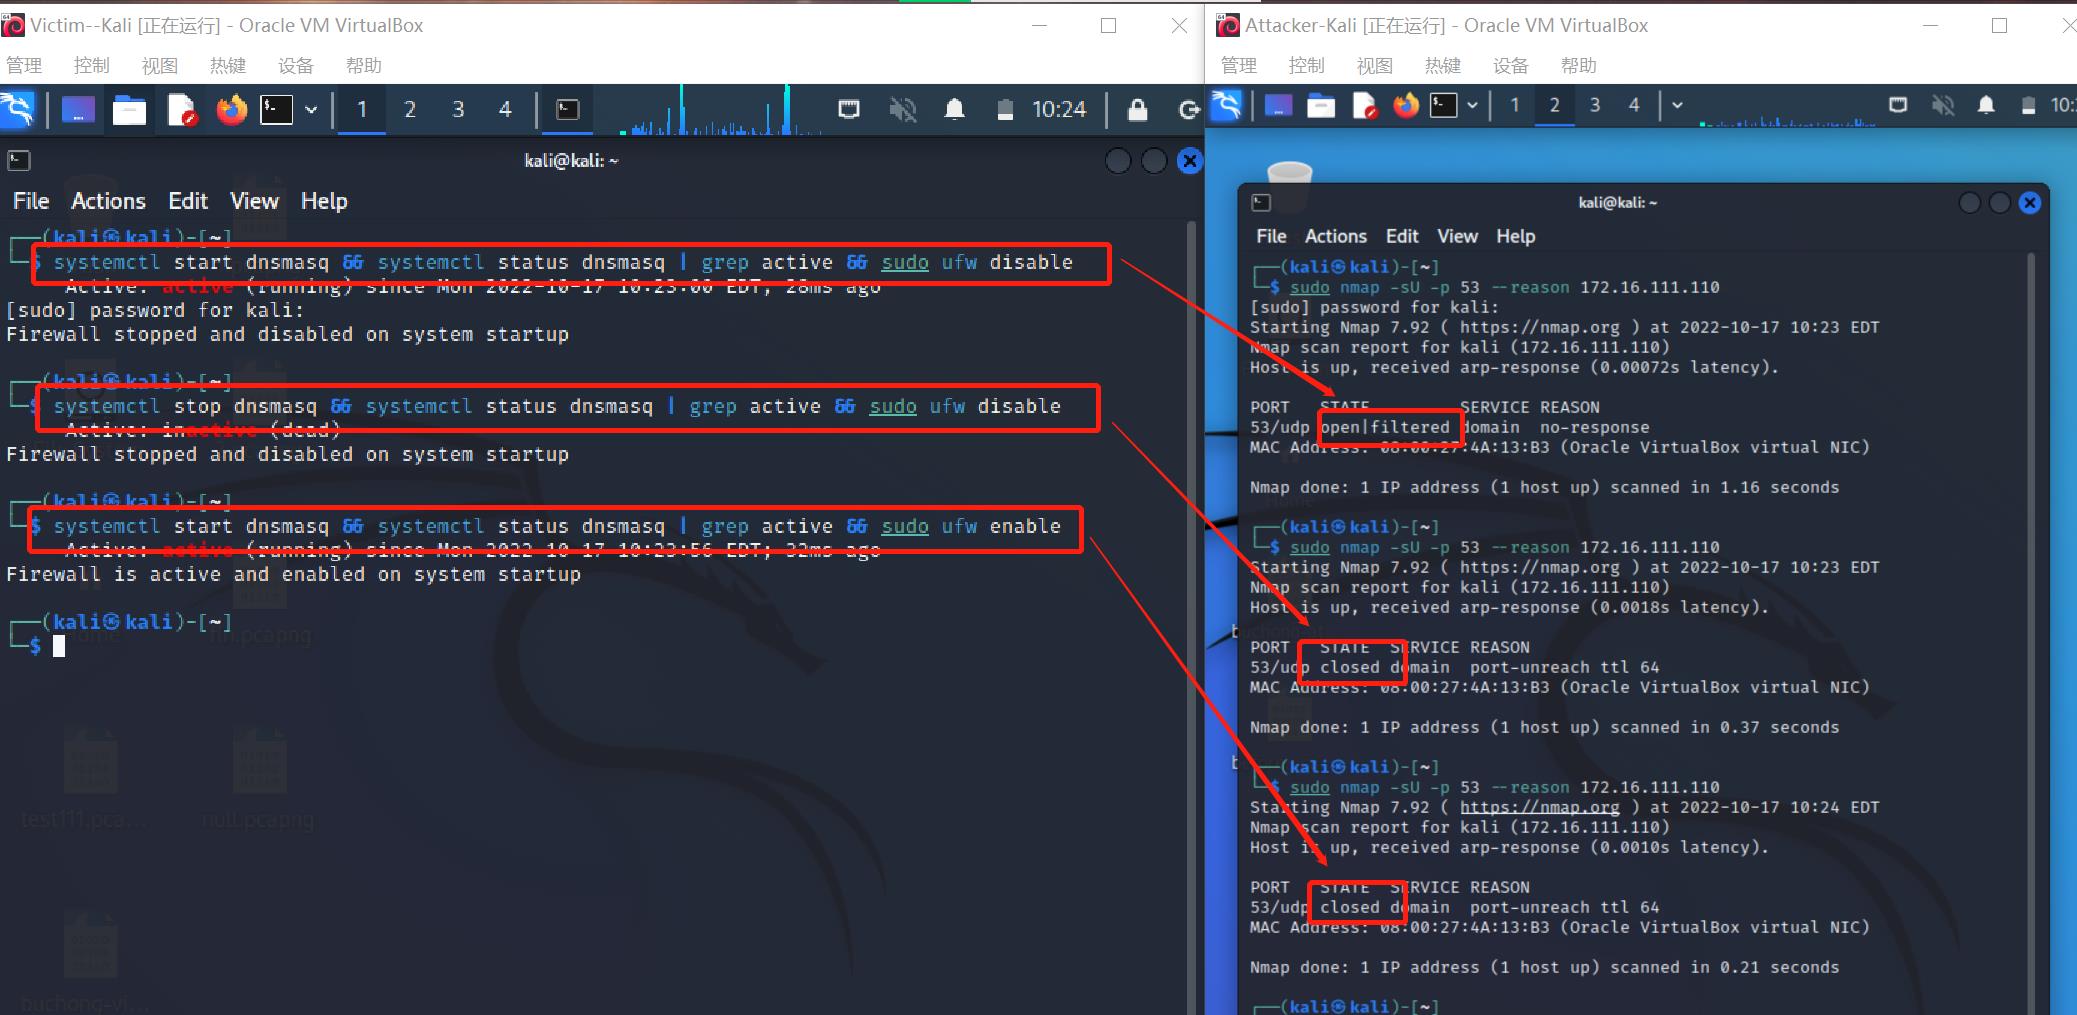 Victim--Kali [正在运行] - Oracle VM VirtualBox
管理 控制 视图 热键 设备 帮助
1 2 3 4 10:24
kali@kali: ~
File Actions Edit View Help
(kali㉿kali)-[~]
$ systemctl start dnsmasq && systemctl status dnsmasq | grep active && sudo ufw disable
Active: active (running) since Mon 2022-10-17 10:23:00 EDT; 28ms ago
[sudo] password for kali:
Firewall stopped and disabled on system startup
(kali㉿kali)-[~]
$ systemctl stop dnsmasq && systemctl status dnsmasq | grep active && sudo ufw disable
Active: inactive (dead)
Firewall stopped and disabled on system startup
(kali㉿kali)-[~]
$ systemctl start dnsmasq && systemctl status dnsmasq | grep active && sudo ufw enable
Active: active (running) since Mon 2022-10-17 10:23:56 EDT; 32ms ago
Firewall is active and enabled on system startup
(kali㉿kali)-[~]
$
Home
test111.pca...
null.pcapng
buchong-vi...
Attacker-Kali [正在运行] - Oracle VM VirtualBox
管理 控制 视图 热键 设备 帮助
1 2 3 4
kali@kali: ~
File Actions Edit View Help
(kali㉿kali)-[~]
$ sudo nmap -sU -p 53 --reason 172.16.111.110
[sudo] password for kali:
Starting Nmap 7.92 ( https://nmap.org ) at 2022-10-17 10:23 EDT
Nmap scan report for kali (172.16.111.110)
Host is up, received arp-response (0.00072s latency).
PORT STATE SERVICE REASON
53/udp open|filtered domain no-response
MAC Address: 08:00:27:4A:13:B3 (Oracle VirtualBox virtual NIC)
Nmap done: 1 IP address (1 host up) scanned in 1.16 seconds
(kali㉿kali)-[~]
$ sudo nmap -sU -p 53 --reason 172.16.111.110
Starting Nmap 7.92 ( https://nmap.org ) at 2022-10-17 10:23 EDT
Nmap scan report for kali (172.16.111.110)
Host is up, received arp-response (0.0018s latency).
PORT STATE SERVICE REASON
53/udp closed domain port-unreach ttl 64
MAC Address: 08:00:27:4A:13:B3 (Oracle VirtualBox virtual NIC)
Nmap done: 1 IP address (1 host up) scanned in 0.37 seconds
(kali㉿kali)-[~]
$ sudo nmap -sU -p 53 --reason 172.16.111.110
Starting Nmap 7.92 ( https://nmap.org ) at 2022-10-17 10:24 EDT
Nmap scan report for kali (172.16.111.110)
Host is up, received arp-response (0.0010s latency).
PORT STATE SERVICE REASON
53/udp closed domain port-unreach ttl 64
MAC Address: 08:00:27:4A:13:B3 (Oracle VirtualBox virtual NIC)
Nmap done: 1 IP address (1 host up) scanned in 0.21 seconds
(kali㉿kali)-[~]